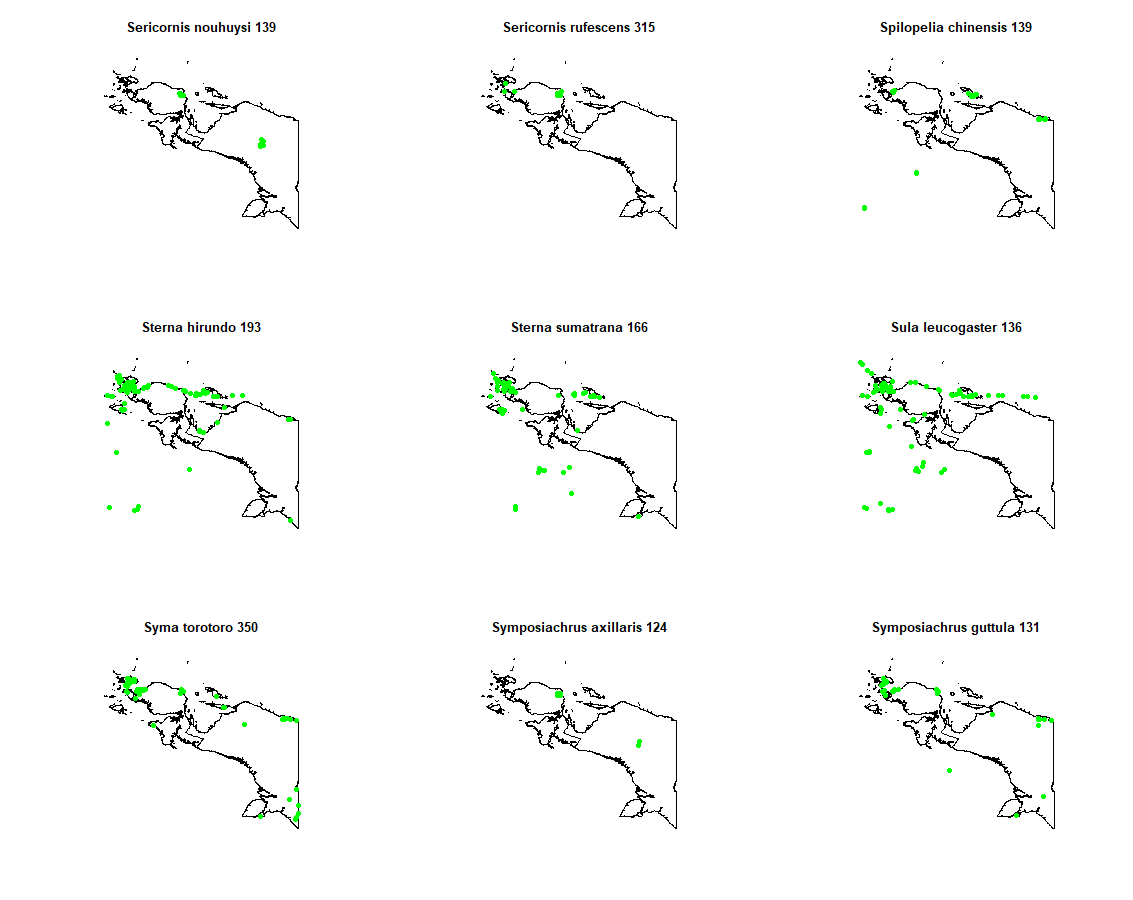 Sericornis nouhuysi 139
Sericornis rufescens 315
Spilopelia chinensis 139
Sterna hirundo 193
Sterna sumatrana 166
Sula leucogaster 136
Syma torotoro 350
Symposiachrus axillaris 124
Symposiachrus guttula 131